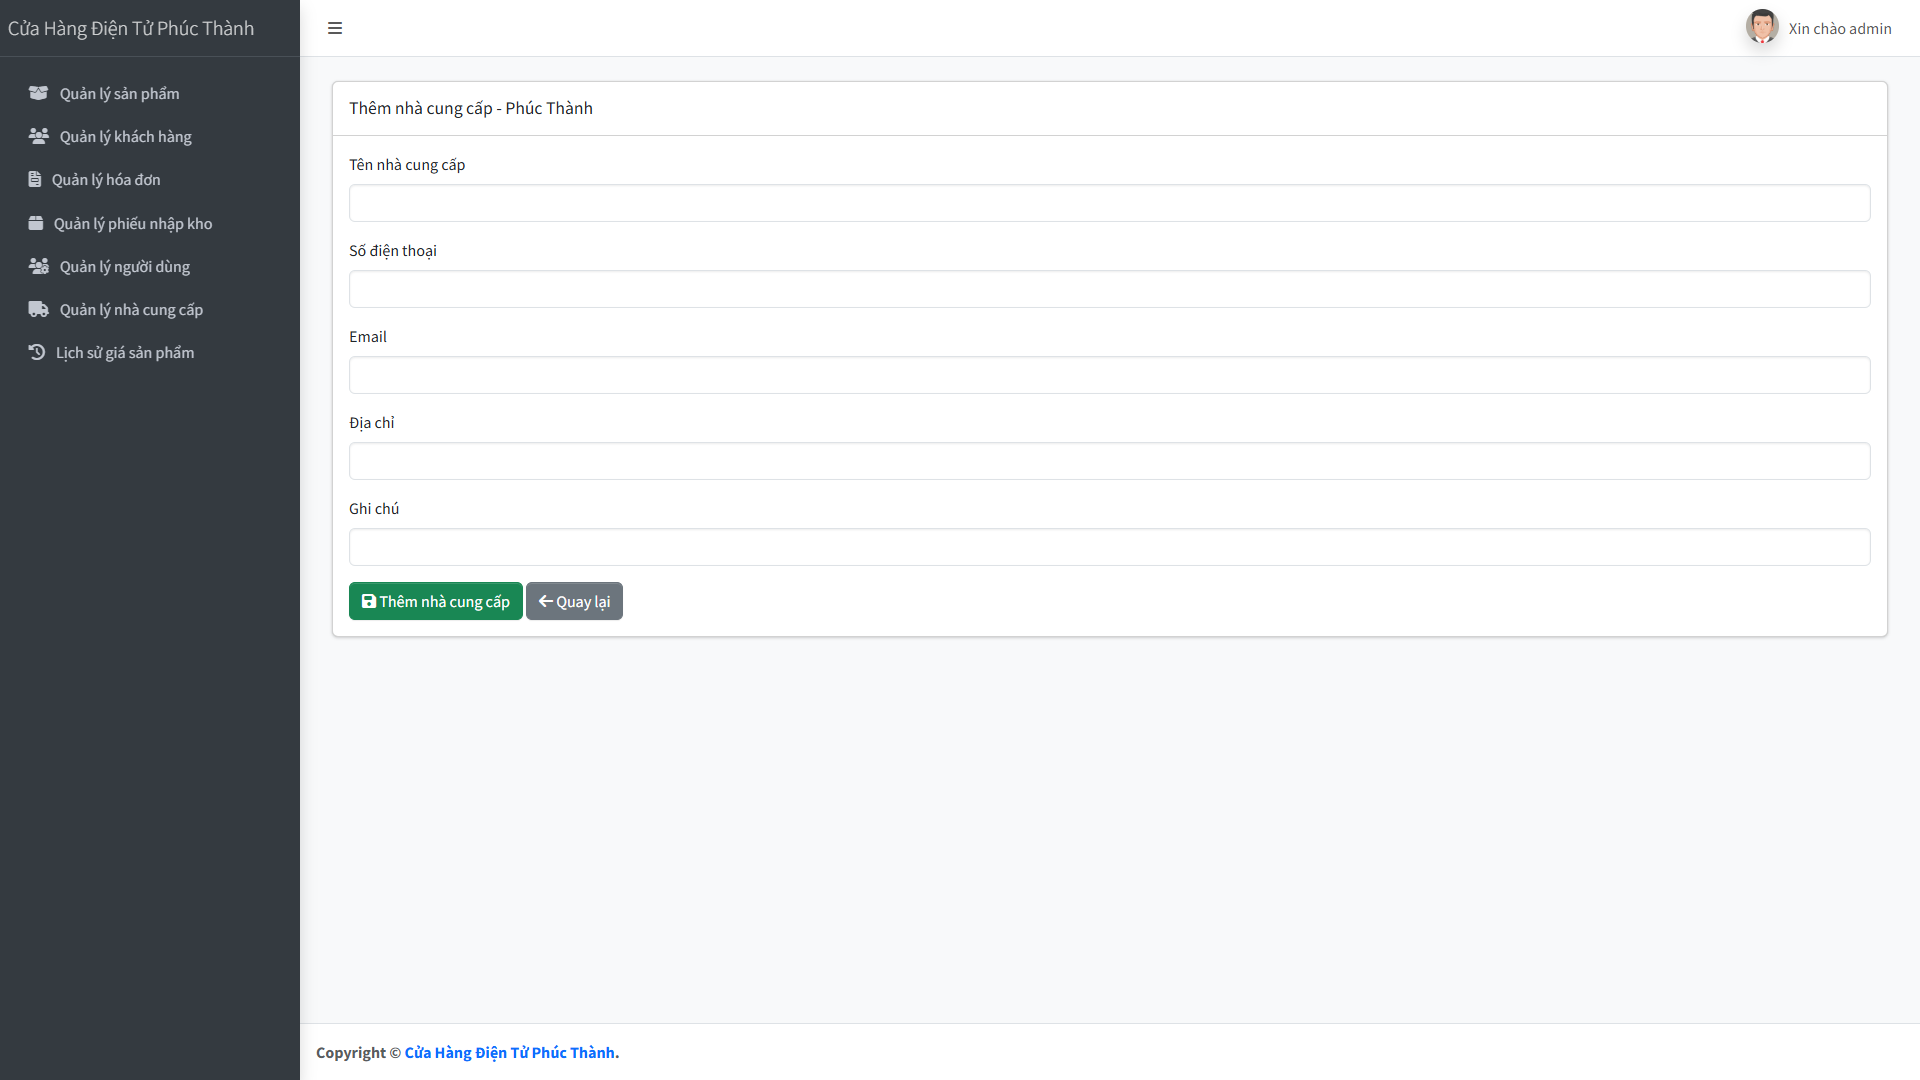 Cửa Hàng Điện Tử Phúc Thành
Xin chào admin
Quản lý sản phẩm
Quản lý khách hàng
Quản lý hóa đơn
Quản lý phiếu nhập kho
Quản lý người dùng
Quản lý nhà cung cấp
Lịch sử giá sản phẩm
Thêm nhà cung cấp - Phúc Thành
Tên nhà cung cấp
Số điện thoại
Email
Địa chỉ
Ghi chú
Thêm nhà cung cấp
Quay lại
Copyright © Cửa Hàng Điện Tử Phúc Thành.